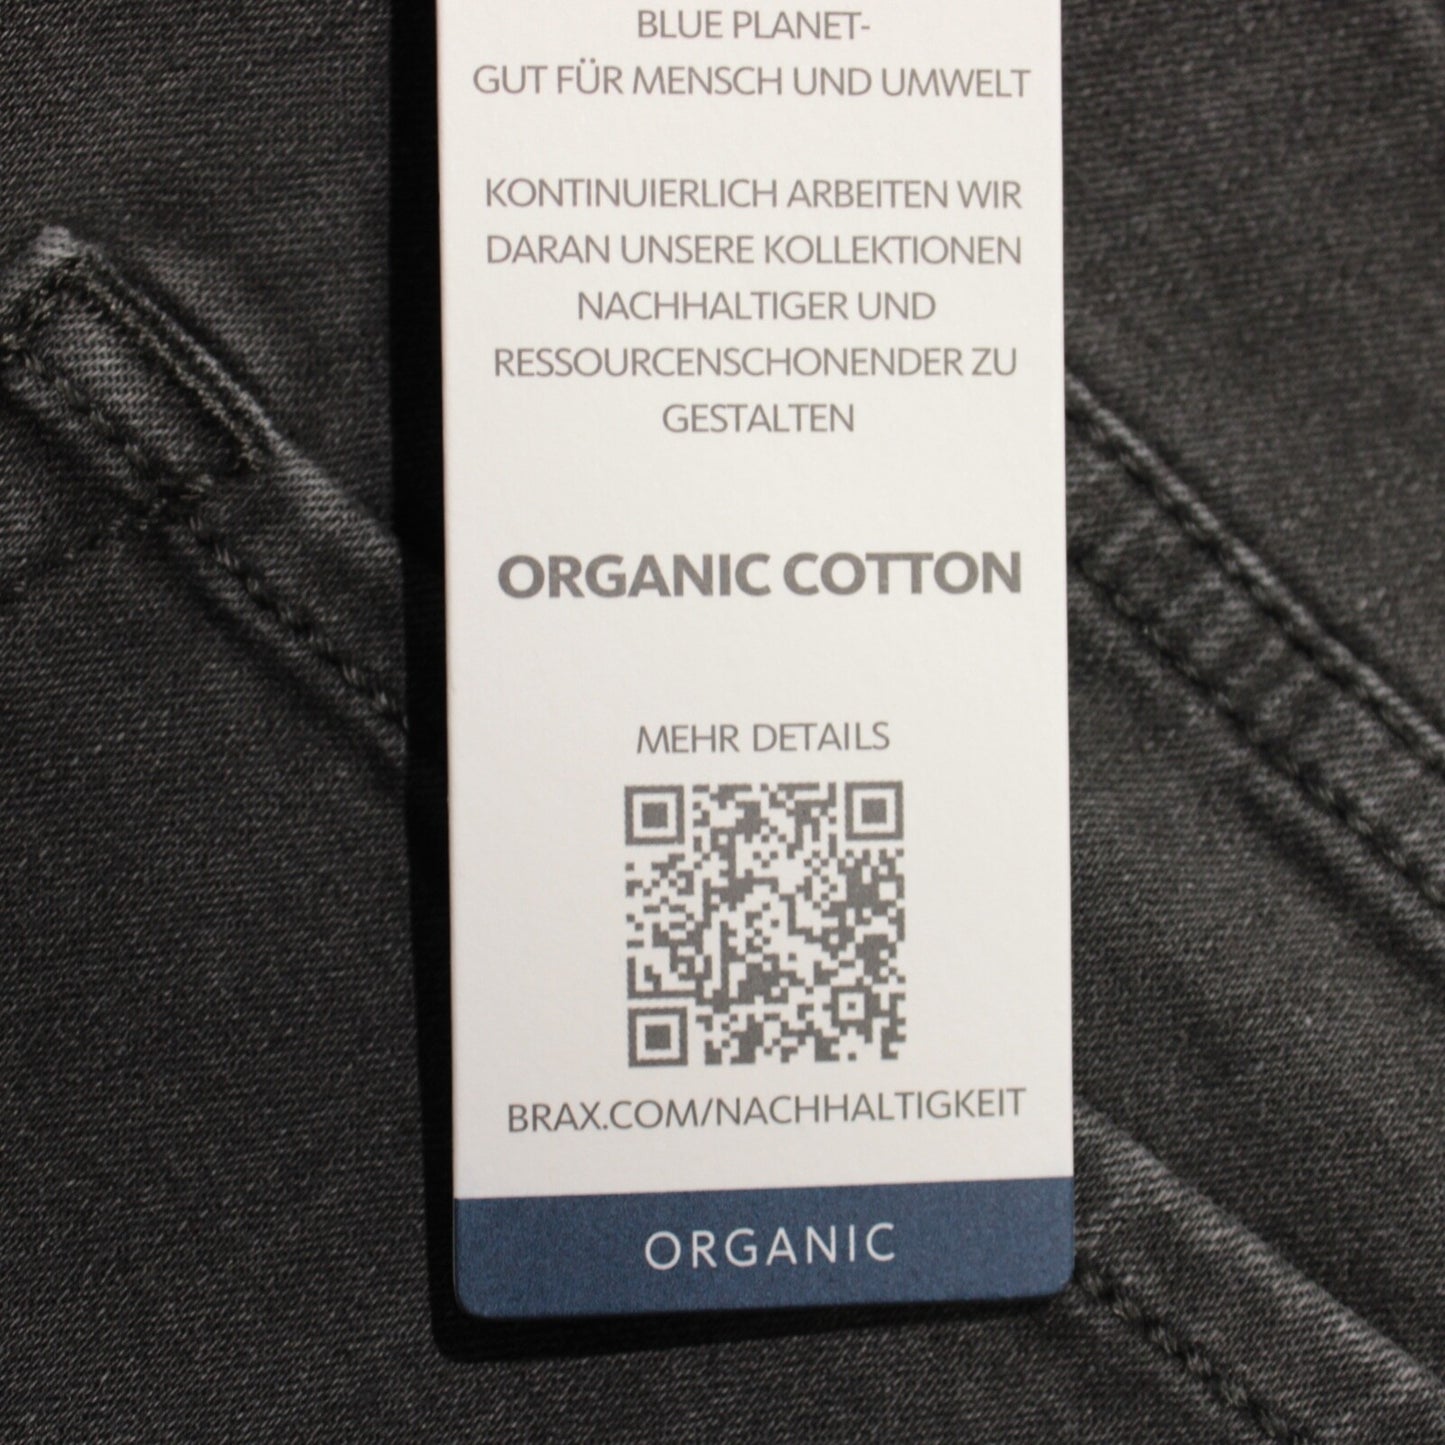 BLUE PLANET-
GUT FÜR MENSCH UND UMWELT
KONTINUIERLICH ARBEITEN WIR
DARAN UNSERE KOLLEKTIONEN
NACHHALTIGER UND
RESSOURCENSCHONENDER ZU
GESTALTEN
ORGANIC COTTON
MEHR DETAILS
BRAX.COM/NACHHALTIGKEIT
ORGANIC